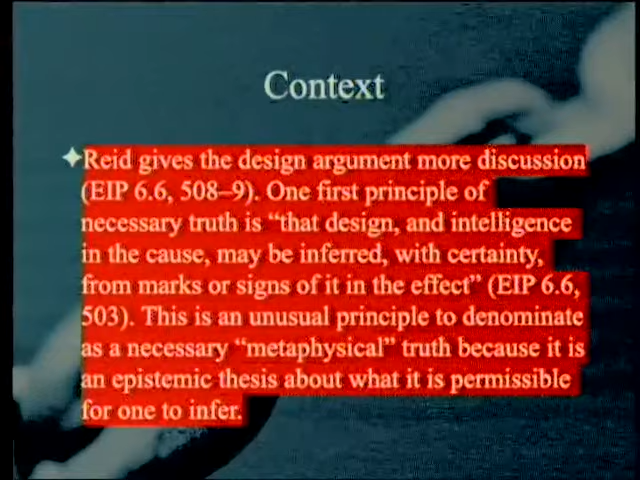 Context
Reid gives the design argument more discussion
(EIP 6.6, 508–9). One first principle of
necessary truth is “that design, and intelligence
in the cause, may be inferred, with certainty,
from marks or signs of it in the effect” (EIP 6.6,
503). This is an unusual principle to denominate
as a necessary “metaphysical” truth because it is
an epistemic thesis about what it is permissible
for one to infer.